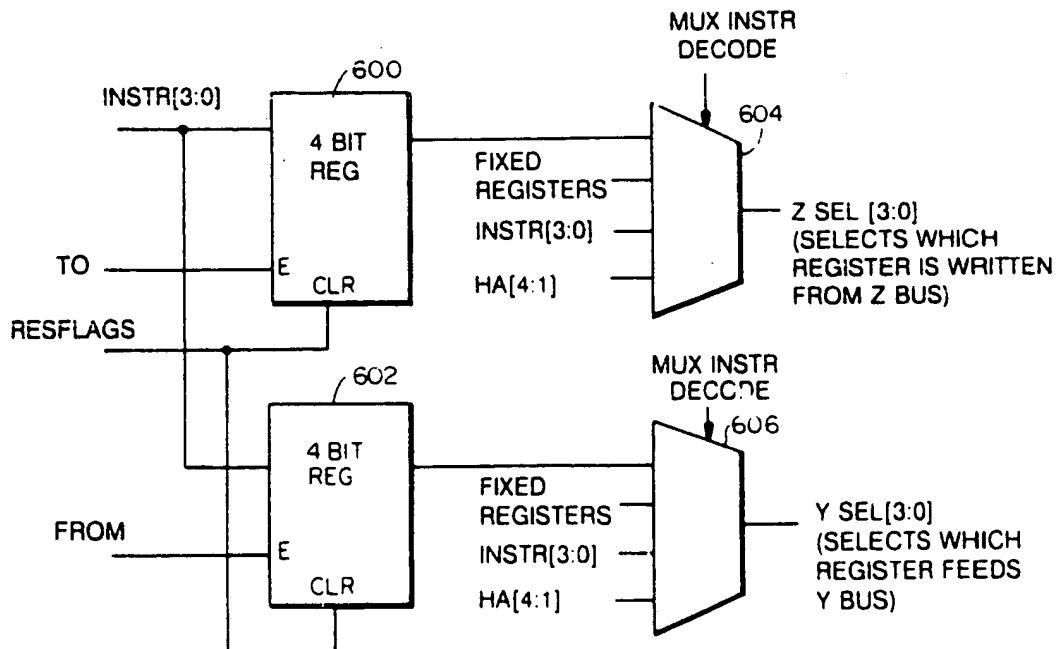 MUX INSTR
DECODE
600
INSTR[3:0]
4 BIT
REG
604
FIXED
REGISTERS
INSTR[3:0]
Z SEL [3:0]
(SELECTS WHICH
REGISTER IS WRITTEN
FROM Z BUS)
TO
E
CLR
HA[4:1]
RESFLAGS
602
MUX INSTR
DECODE
606
4 BIT
REG
FIXED
REGISTERS
INSTR[3:0]
Y SEL[3:0]
(SELECTS WHICH
REGISTER FEEDS
Y BUS)
FROM
E
CLR
HA[4:1]